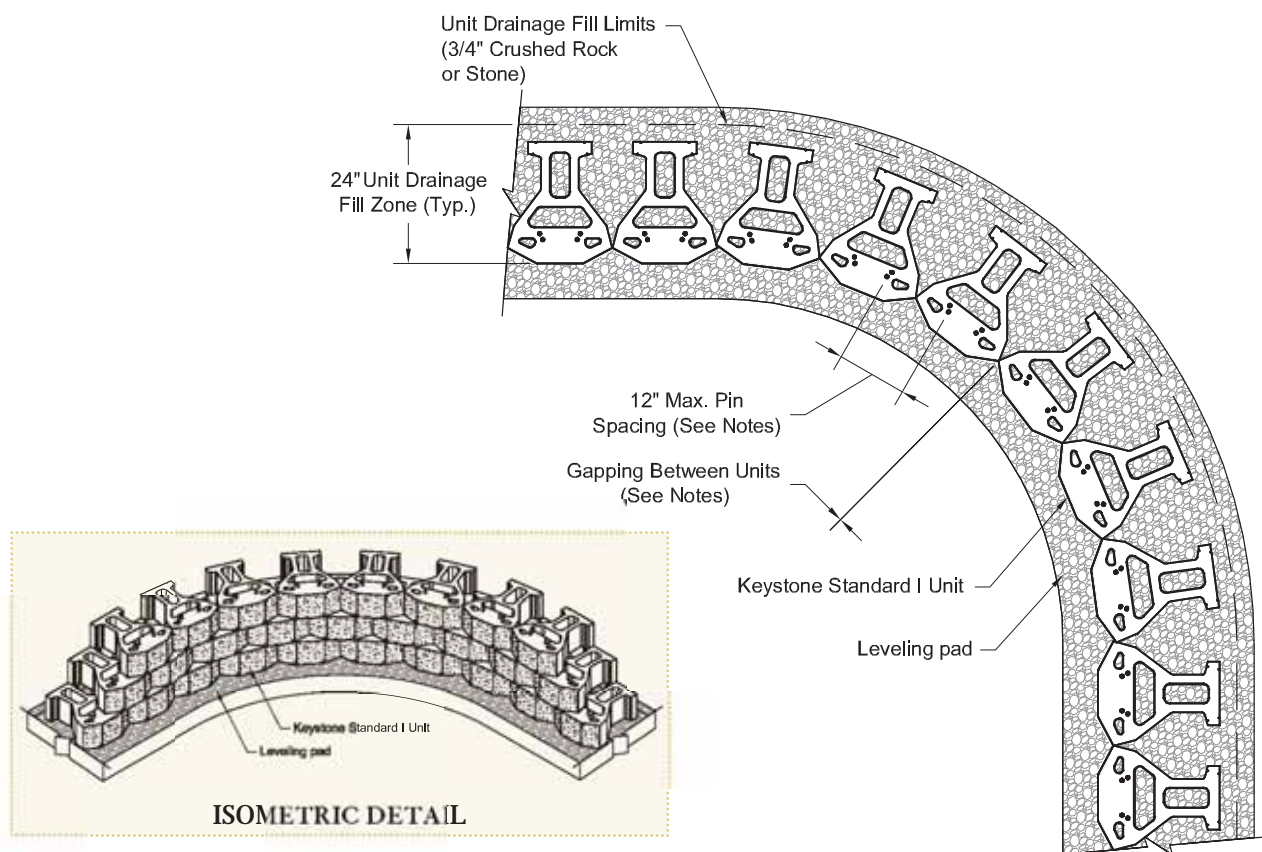 Unit Drainage Fill Limits
(3/4" Crushed Rock
or Stone)
24" Unit Drainage
Fill Zone (Typ.)
12" Max. Pin
Spacing (See Notes)
Gapping Between Units
(See Notes)
Keystone Standard I Unit
Leveling pad
Keystone Standard I Unit
Leveling pad
ISOMETRIC DETAIL